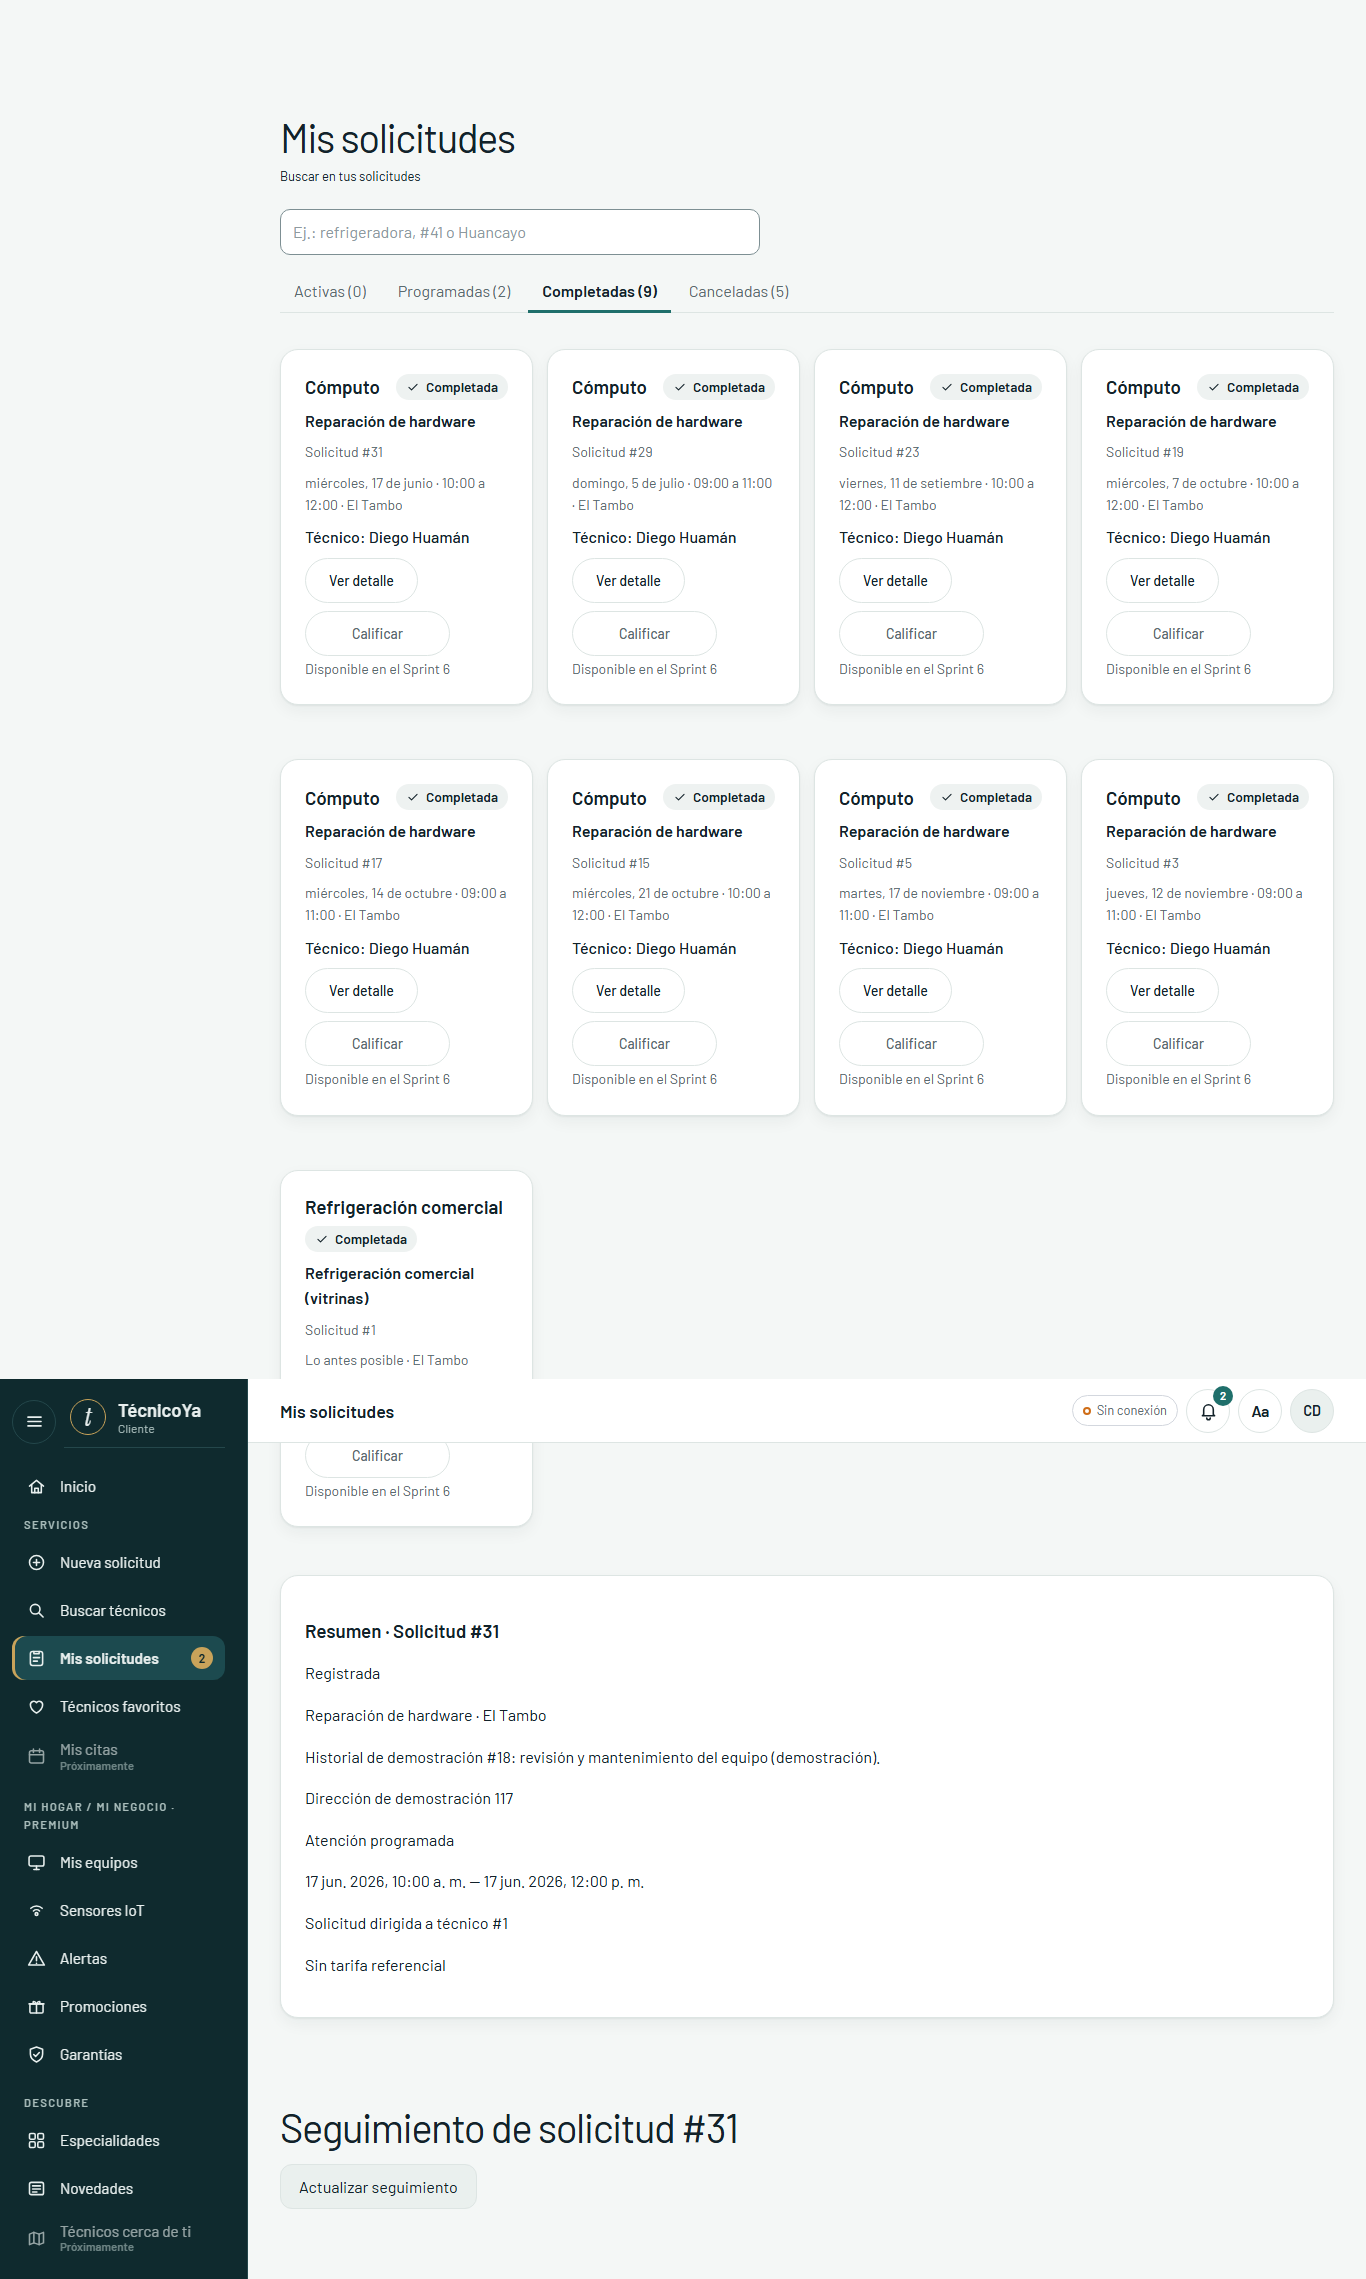 Mis solicitudes
Buscar en tus solicitudes
Ej.: refrigeradora, #41 o Huancayo
Activas (0)
Programadas (2)
Completadas (9)
Canceladas (5)
Cómputo
Completada
Reparación de hardware
Solicitud #31
miércoles, 17 de junio · 10:00 a
12:00 · El Tambo
Técnico: Diego Huamán
Ver detalle
Calificar
Disponible en el Sprint 6
Cómputo
Completada
Reparación de hardware
Solicitud #29
domingo, 5 de julio · 09:00 a 11:00
· El Tambo
Técnico: Diego Huamán
Ver detalle
Calificar
Disponible en el Sprint 6
Cómputo
Completada
Reparación de hardware
Solicitud #23
viernes, 11 de setiembre · 10:00 a
12:00 · El Tambo
Técnico: Diego Huamán
Ver detalle
Calificar
Disponible en el Sprint 6
Cómputo
Completada
Reparación de hardware
Solicitud #19
miércoles, 7 de octubre · 10:00 a
12:00 · El Tambo
Técnico: Diego Huamán
Ver detalle
Calificar
Disponible en el Sprint 6
Cómputo
Completada
Reparación de hardware
Solicitud #17
miércoles, 14 de octubre · 09:00 a
11:00 · El Tambo
Técnico: Diego Huamán
Ver detalle
Calificar
Disponible en el Sprint 6
Cómputo
Completada
Reparación de hardware
Solicitud #15
miércoles, 21 de octubre · 10:00 a
12:00 · El Tambo
Técnico: Diego Huamán
Ver detalle
Calificar
Disponible en el Sprint 6
Cómputo
Completada
Reparación de hardware
Solicitud #5
martes, 17 de noviembre · 09:00 a
11:00 · El Tambo
Técnico: Diego Huamán
Ver detalle
Calificar
Disponible en el Sprint 6
Cómputo
Completada
Reparación de hardware
Solicitud #3
jueves, 12 de noviembre · 09:00 a
11:00 · El Tambo
Técnico: Diego Huamán
Ver detalle
Calificar
Disponible en el Sprint 6
Refrigeración comercial
Completada
Refrigeración comercial
(vitrinas)
Solicitud #1
Lo antes posible · El Tambo
t
TécnicoYa
Cliente
Mis solicitudes
Sin conexión
2
Aa
CD
Inicio
SERVICIOS
Nueva solicitud
Buscar técnicos
Mis solicitudes
2
Técnicos favoritos
Mis citas
Próximamente
MI HOGAR / MI NEGOCIO ·
PREMIUM
Mis equipos
Sensores IoT
Alertas
Promociones
Garantías
DESCUBRE
Especialidades
Novedades
Técnicos cerca de ti
Próximamente
Calificar
Disponible en el Sprint 6
Resumen · Solicitud #31
Registrada
Reparación de hardware · El Tambo
Historial de demostración #18: revisión y mantenimiento del equipo (demostración).
Dirección de demostración 117
Atención programada
17 jun. 2026, 10:00 a. m. — 17 jun. 2026, 12:00 p. m.
Solicitud dirigida a técnico #1
Sin tarifa referencial
Seguimiento de solicitud #31
Actualizar seguimiento